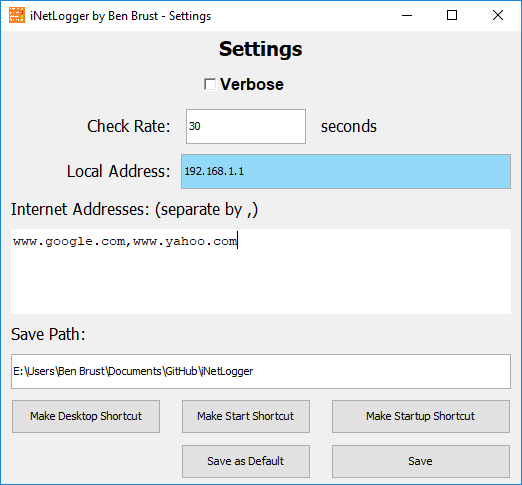 iNetLogger by Ben Brust - Settings
Settings
Verbose
Check Rate: 30 seconds
Local Address: 192.168.1.1
Internet Addresses: (separate by ,)
www.google.com,www.yahoo.com
Save Path:
E:\Users\Ben Brust\Documents\GitHub\iNetLogger
Make Desktop Shortcut Make Start Shortcut Make Startup Shortcut
Save as Default Save